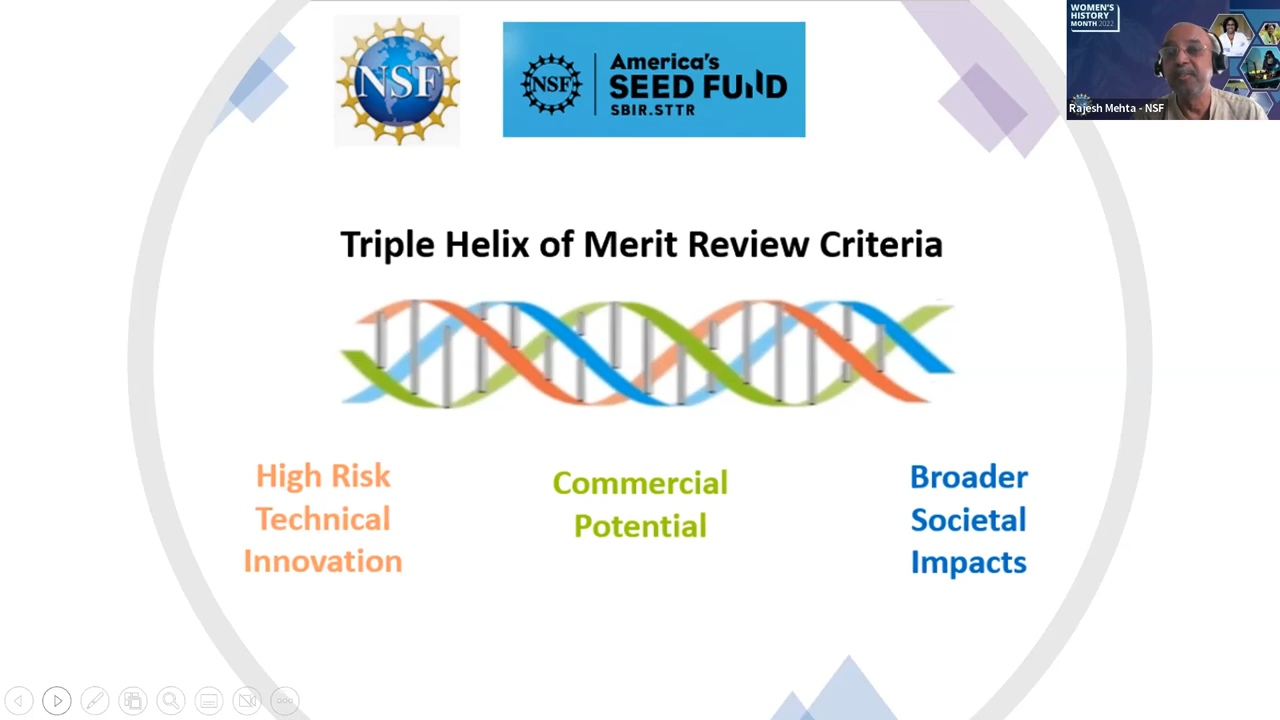 NSF
NSF
America's
SEED FUND
SBIR.STTR
WOMEN'S
HISTORY
MONTH 2022
Rajesh Mehta - NSF
Triple Helix of Merit Review Criteria
High Risk
Technical
Innovation
Commercial
Potential
Broader
Societal
Impacts